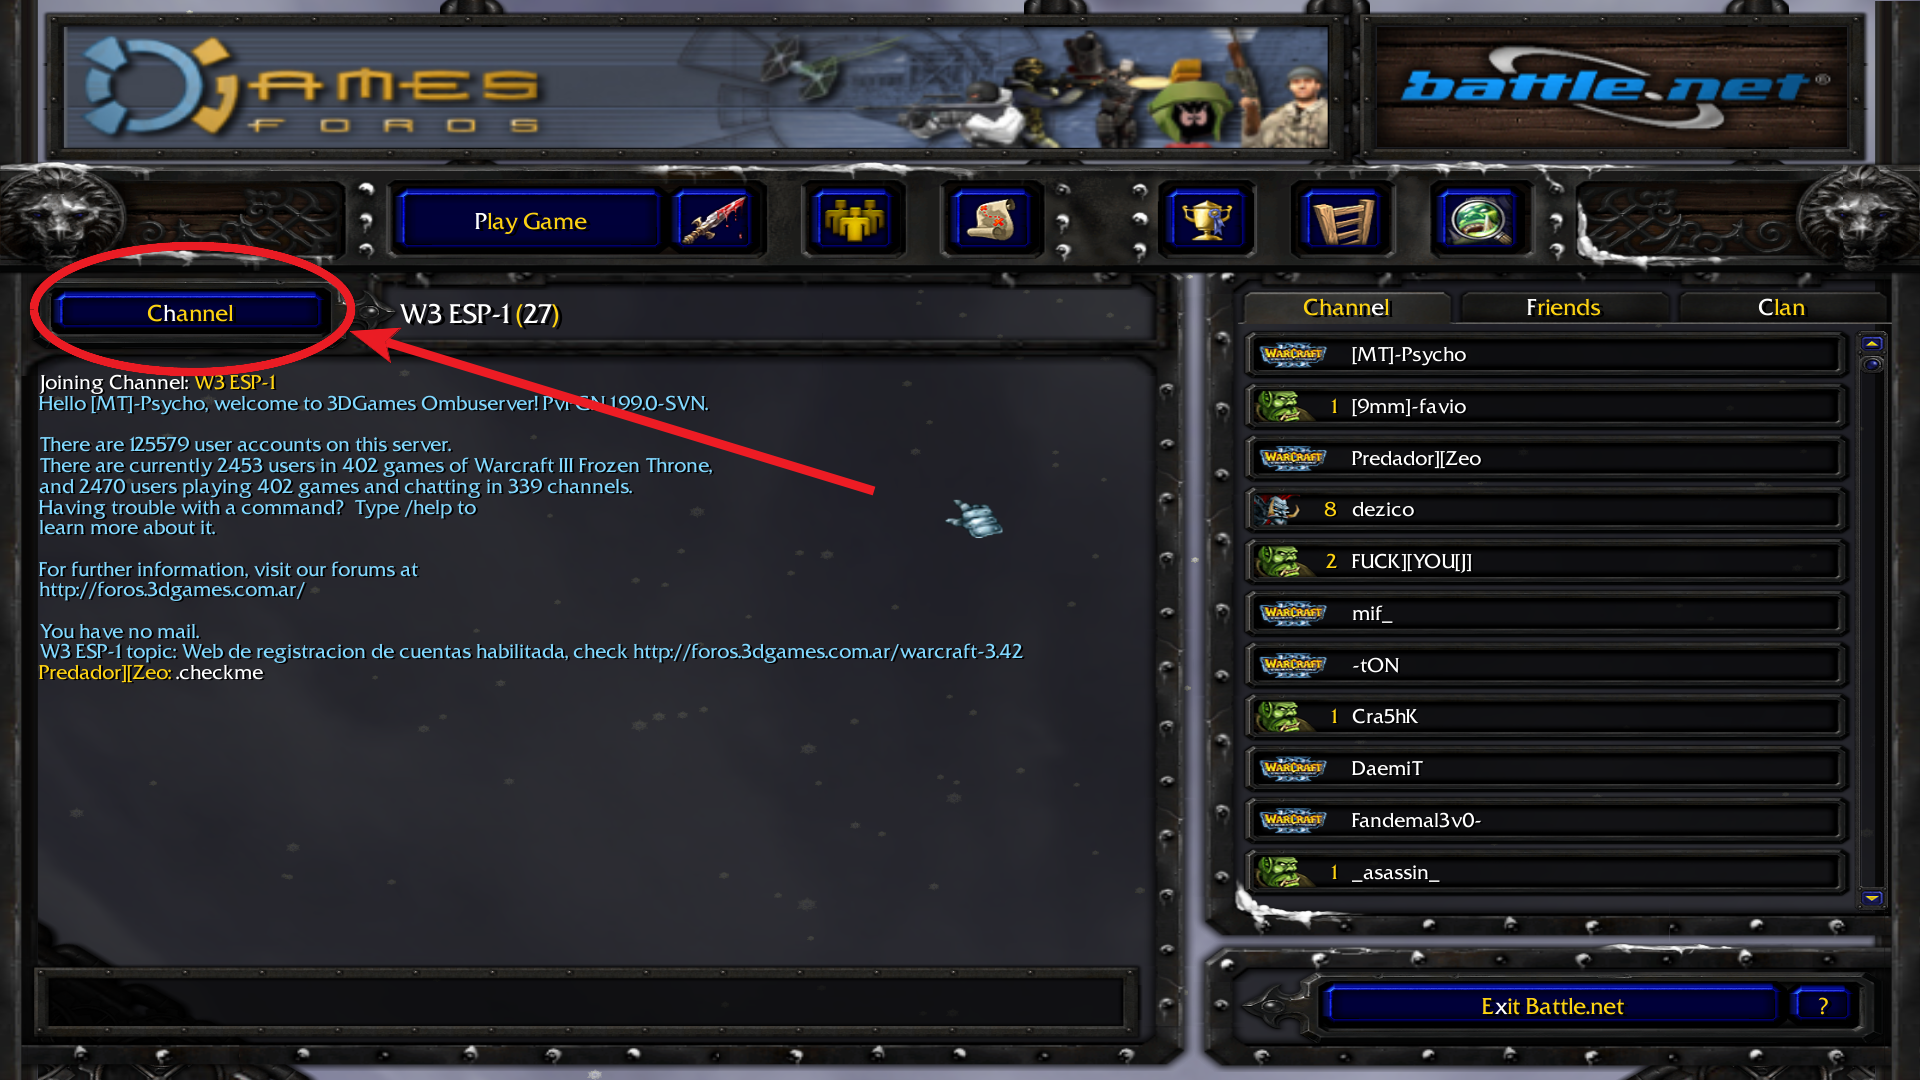 GAMES
FOROS
battle.net®
Play Game
Channel
W3 ESP-1 (27)
Channel
Friends
Clan
Joining Channel: W3 ESP-1
Hello [MT]-Psycho, welcome to 3DGames Ombuserver! PvPGN 1.99.0-SVN.
There are 125579 user accounts on this server.
There are currently 2453 users in 402 games of Warcraft III Frozen Throne,
and 2470 users playing 402 games and chatting in 339 channels.
Having trouble with a command?  Type /help to
learn more about it.
For further information, visit our forums at
http://foros.3dgames.com.ar/
You have no mail.
W3 ESP-1 topic: Web de registracion de cuentas habilitada, check http://foros.3dgames.com.ar/warcraft-3.42
Predador][Zeo: .checkme
WARCRAFT [MT]-Psycho
1 [9mm]-favio
WARCRAFT Predador][Zeo
8 dezico
2 FUCK][YOU[J]
WARCRAFT mif_
WARCRAFT -tON
1 Cra5hK
WARCRAFT DaemiT
WARCRAFT Fandemal3v0-
1 _asassin_
Exit Battle.net
?